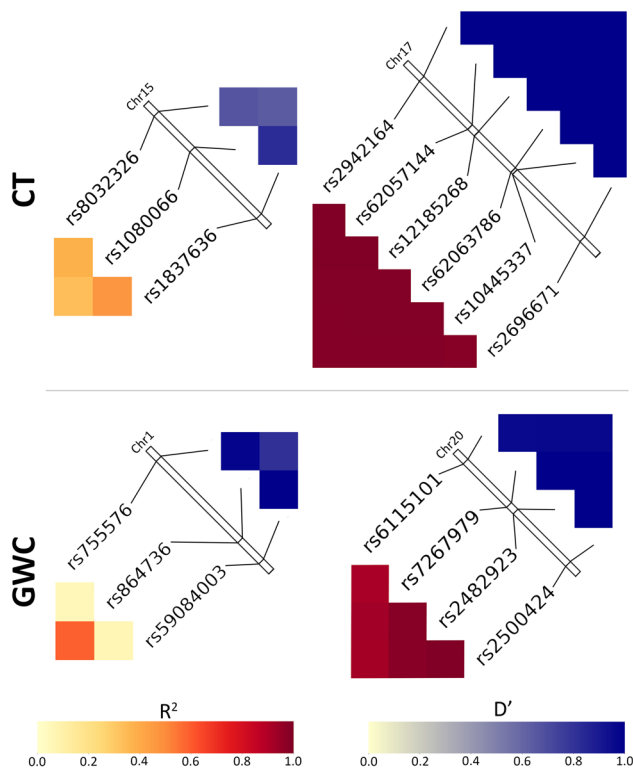 CT
Chr15
rs8032326
rs1080066
rs1837636
Chr17
rs2942164
rs62057144
rs12185268
rs62063786
rs10445337
rs2696671
GWC
Chr1
rs755576
rs864736
rs59084003
Chr20
rs6115101
rs7267979
rs2482923
rs2500424
R²
0.0 0.2 0.4 0.6 0.8 1.0
D′
0.0 0.2 0.4 0.6 0.8 1.0